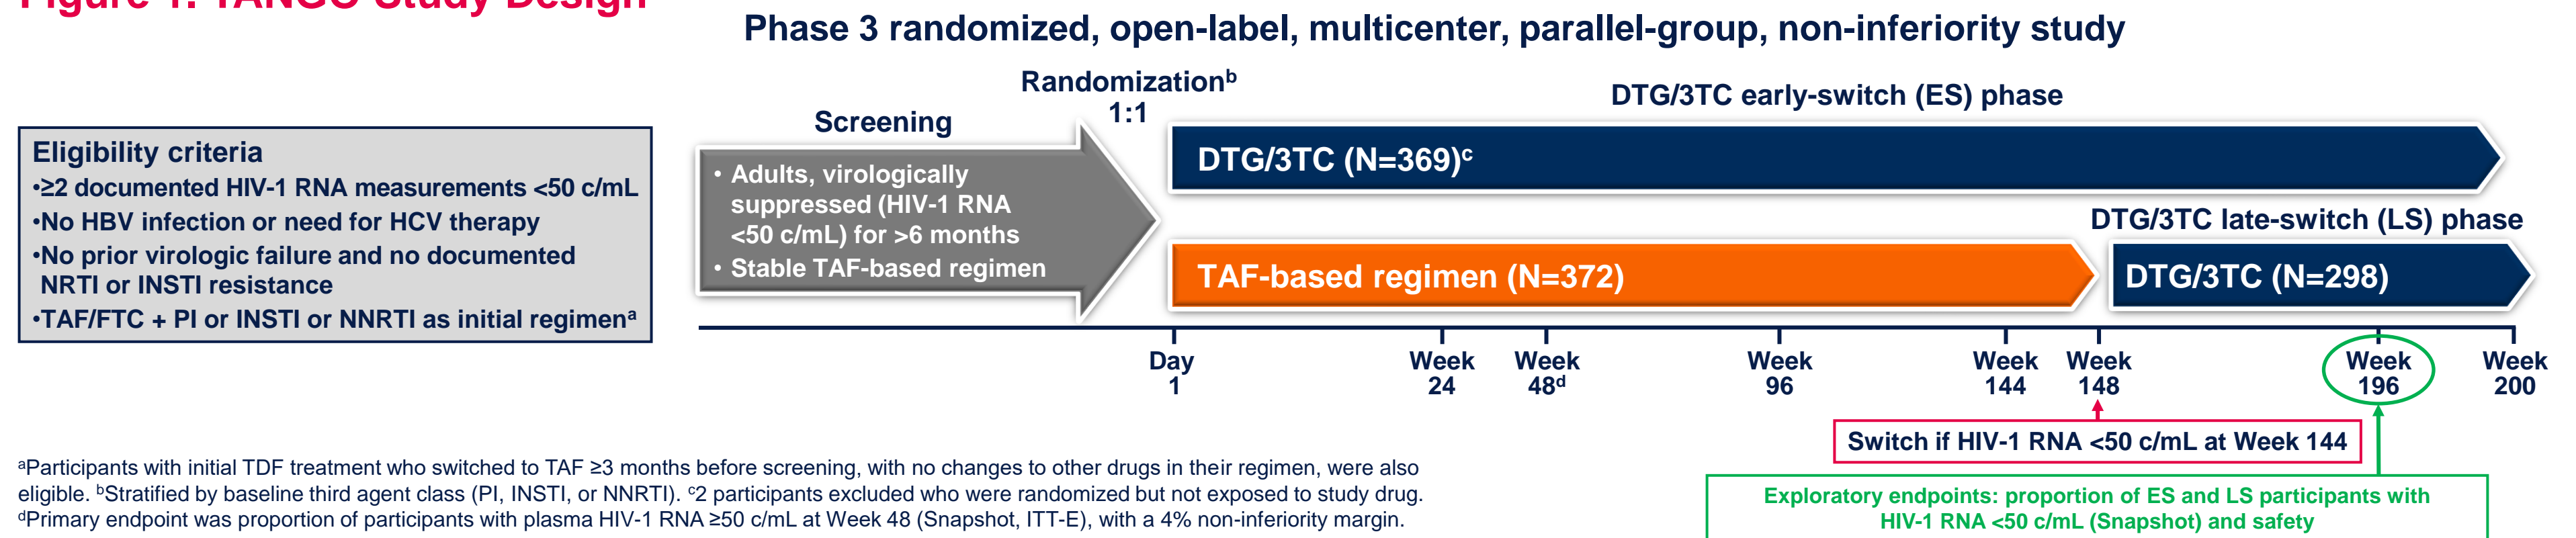 Figure 1. TANGO Study Design
Phase 3 randomized, open-label, multicenter, parallel-group, non-inferiority study
Eligibility criteria
•≥2 documented HIV-1 RNA measurements <50 c/mL
•No HBV infection or need for HCV therapy
•No prior virologic failure and no documented
NRTI or INSTI resistance
•TAF/FTC + PI or INSTI or NNRTI as initial regimenᵃ
Screening
• Adults, virologically
suppressed (HIV-1 RNA
<50 c/mL) for >6 months
• Stable TAF-based regimen
Randomizationᵇ
1:1
DTG/3TC early-switch (ES) phase
DTG/3TC (N=369)ᶜ
DTG/3TC late-switch (LS) phase
TAF-based regimen (N=372)
DTG/3TC (N=298)
Day
1
Week
24
Week
48ᵈ
Week
96
Week
144
Week
148
Week
196
Week
200
Switch if HIV-1 RNA <50 c/mL at Week 144
Exploratory endpoints: proportion of ES and LS participants with
HIV-1 RNA <50 c/mL (Snapshot) and safety
ᵃParticipants with initial TDF treatment who switched to TAF ≥3 months before screening, with no changes to other drugs in their regimen, were also
eligible. ᵇStratified by baseline third agent class (PI, INSTI, or NNRTI). ᶜ2 participants excluded who were randomized but not exposed to study drug.
ᵈPrimary endpoint was proportion of participants with plasma HIV-1 RNA ≥50 c/mL at Week 48 (Snapshot, ITT-E), with a 4% non-inferiority margin.